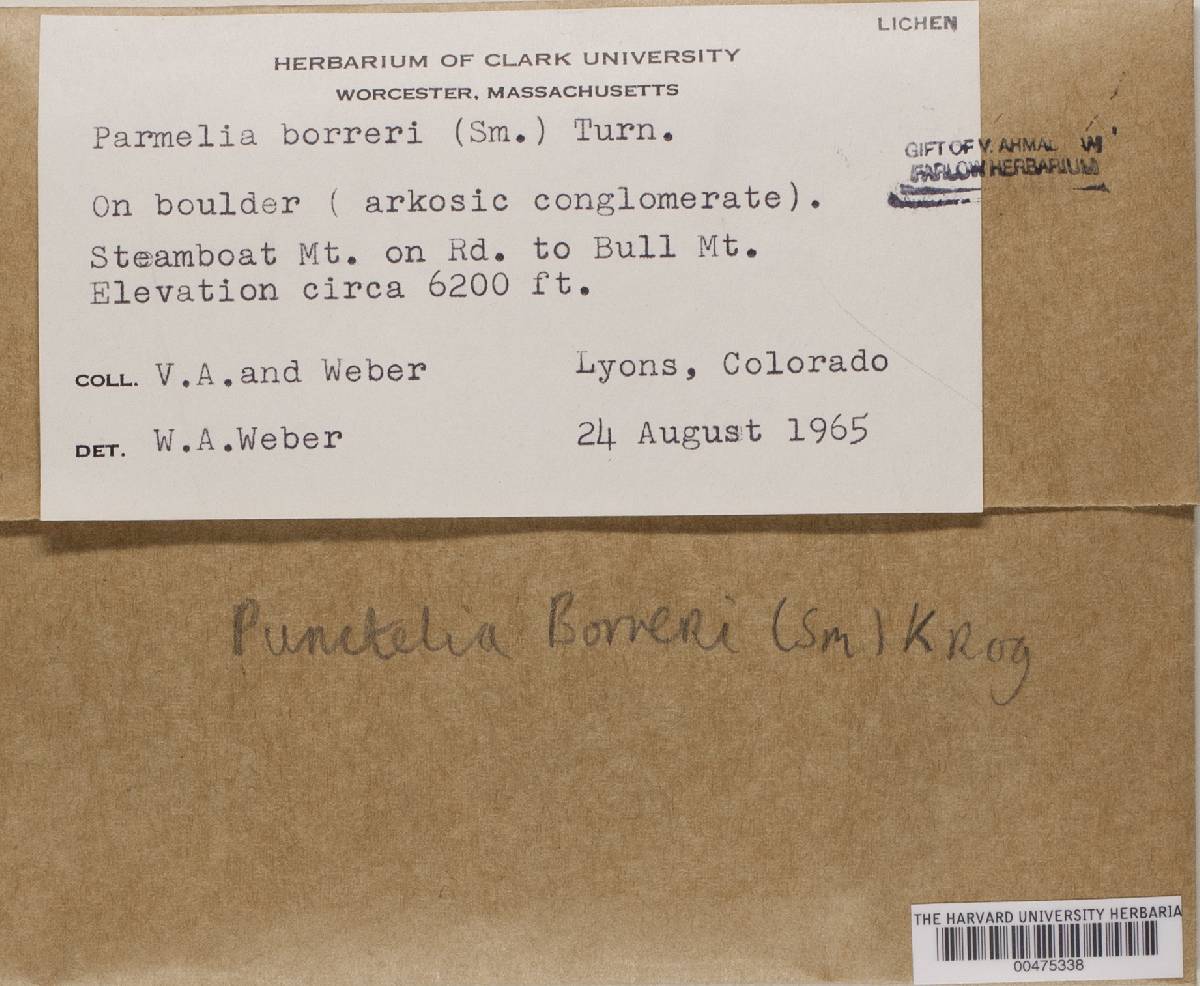 LICHEN
HERBARIUM OF CLARK UNIVERSITY
WORCESTER, MASSACHUSETTS
Parmelia borreri (Sm.) Turn.
GIFT OF V. AHMAD
FARLOW HERBARIUM
On boulder ( arkosic conglomerate).
Steamboat Mt. on Rd. to Bull Mt.
Elevation circa 6200 ft.
COLL. V.A.and Weber Lyons, Colorado
DET. W.A.Weber 24 August 1965
Punctelia Borreri (Sm) Krog
THE HARVARD UNIVERSITY HERBARIA
00475338